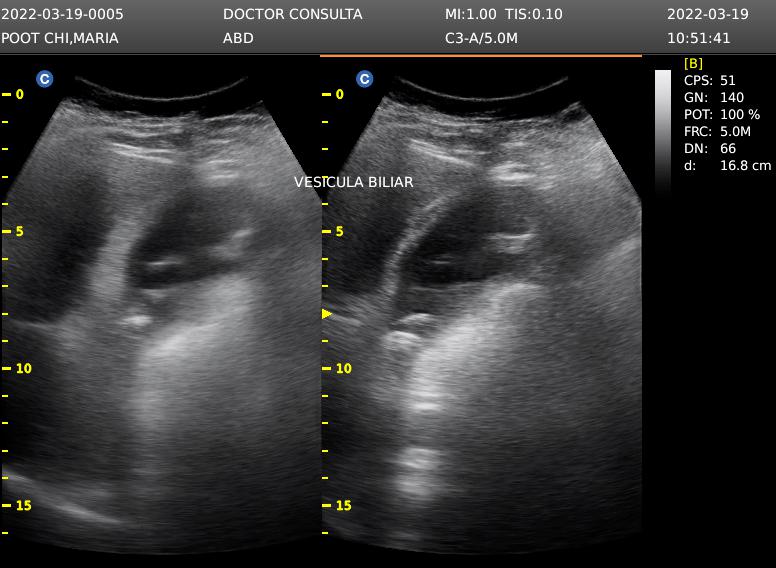 2022-03-19-0005 DOCTOR CONSULTA MI:1.00 TIS:0.10 2022-03-19
POOT CHI,MARIA ABD C3-A/5.0M 10:51:41
C C
[B]
CPS: 51
GN: 140
POT: 100 %
FRC: 5.0M
DN: 66
d: 16.8 cm
0 0
VESICULA BILIAR
5 5
10 10
15 15